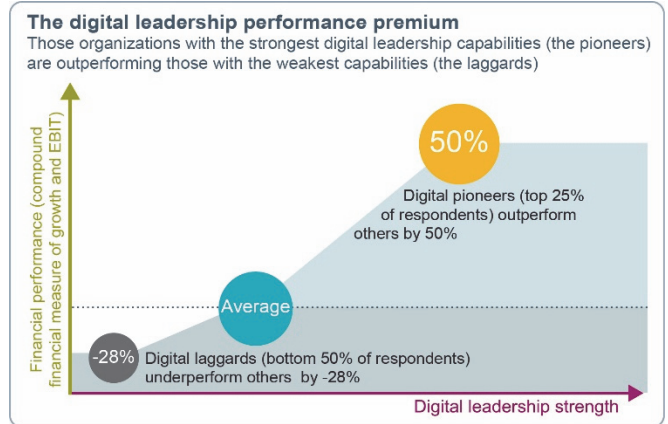 The digital leadership performance premium
Those organizations with the strongest digital leadership capabilities (the pioneers)
are outperforming those with the weakest capabilities (the laggards)
Financial performance (compound
financial measure of growth and EBIT)
50%
Digital pioneers (top 25%
of respondents) outperform
others by 50%
Average
-28%
Digital laggards (bottom 50% of respondents)
underperform others by -28%
Digital leadership strength